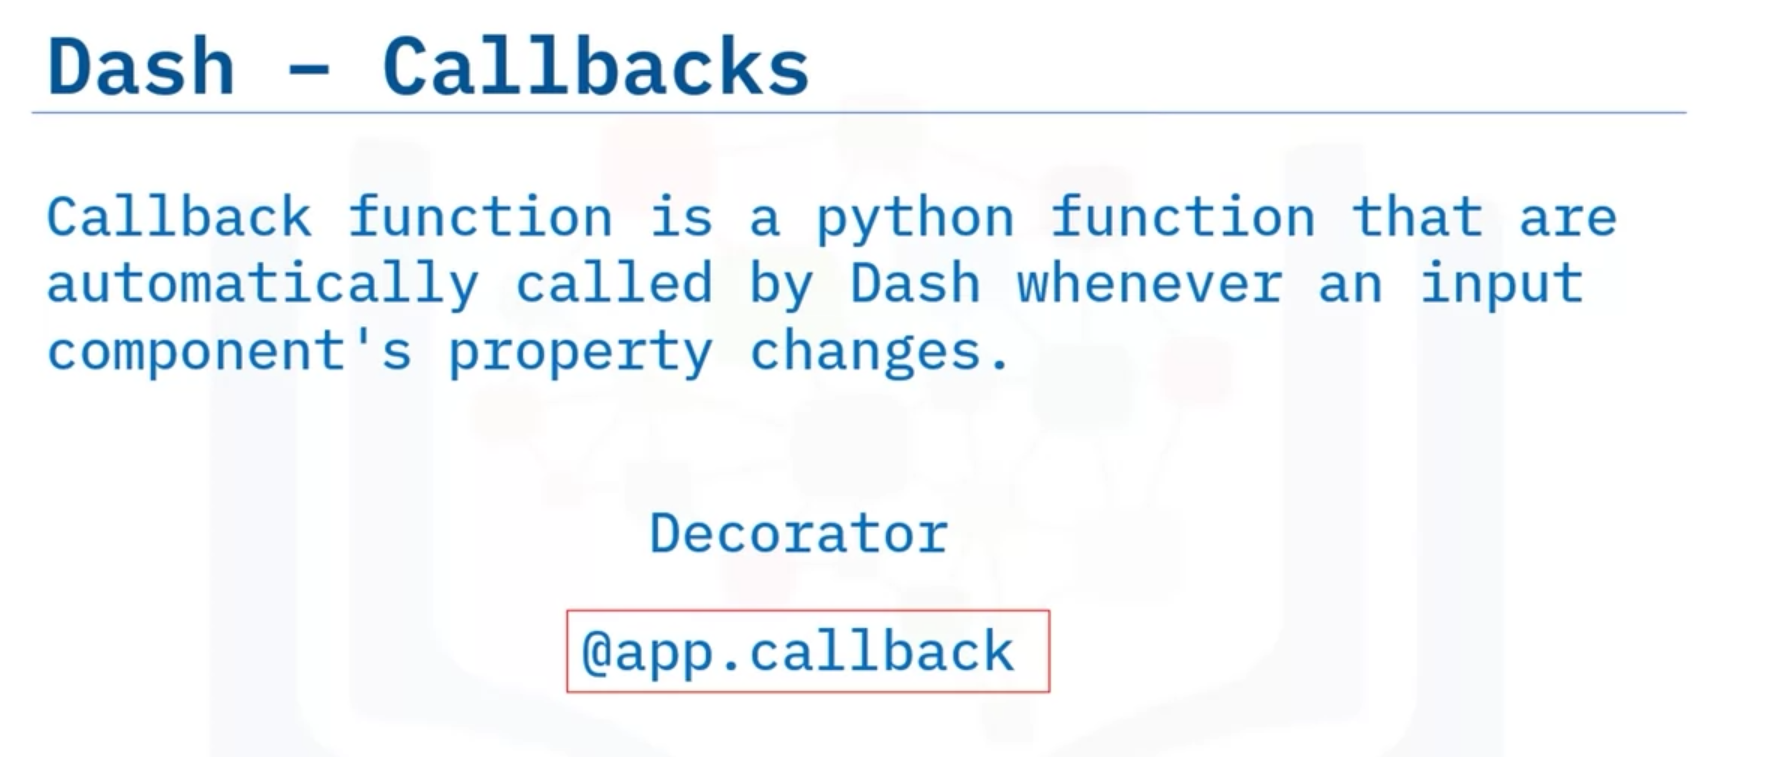 Dash – Callbacks
Callback function is a python function that are
automatically called by Dash whenever an input
component's property changes.
Decorator
@app.callback